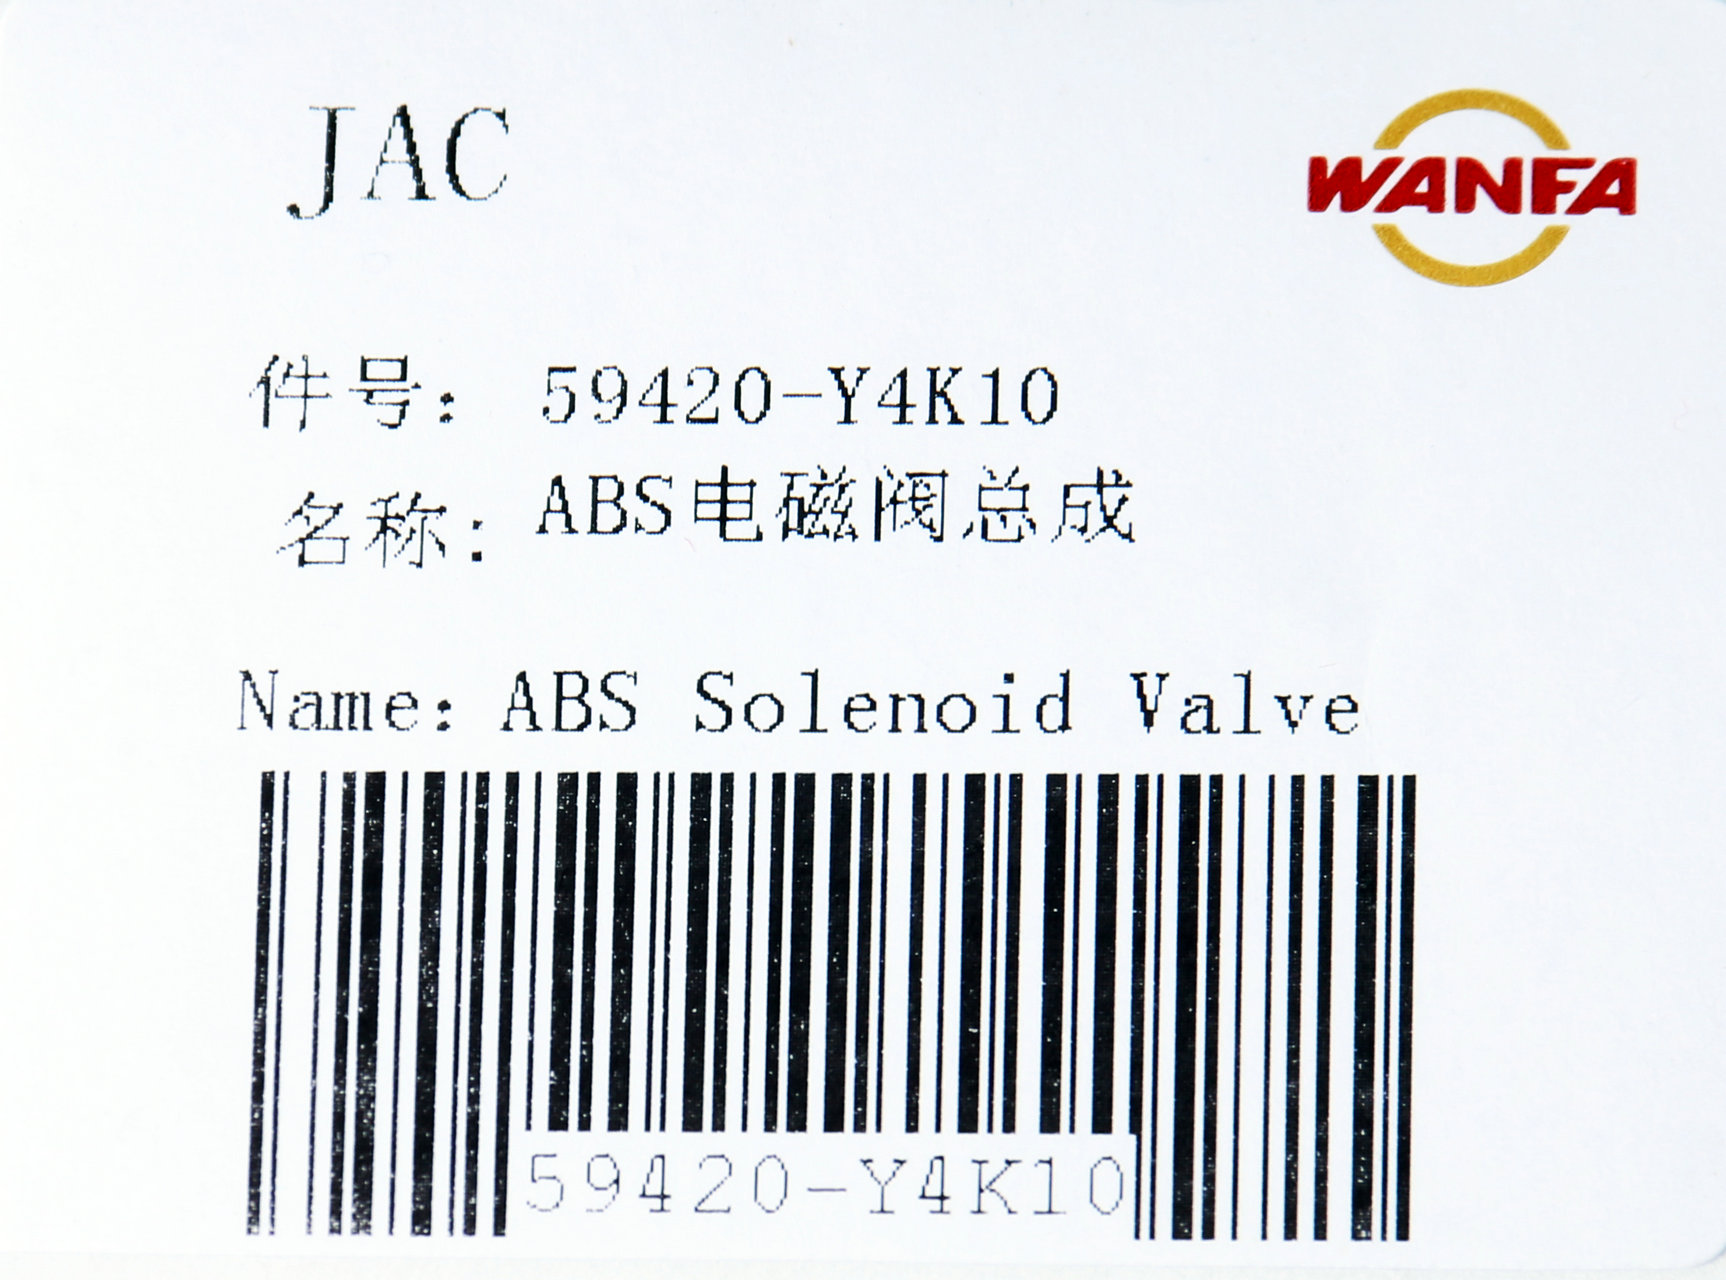 JAC
WANFA
件号: 59420-Y4K10
名称: ABS电磁阀总成
Name: ABS Solenoid Valve
59420-Y4K10